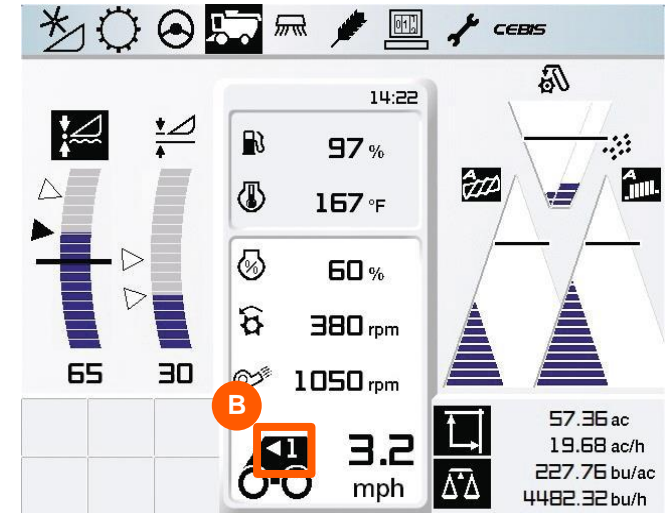 CEBIS
14:22
97 %
167 °F
60 %
380 rpm
1050 rpm
B
1
3.2
mph
65
30
A
A
57.36 ac
19.68 ac/h
227.76 bu/ac
4482.32 bu/h